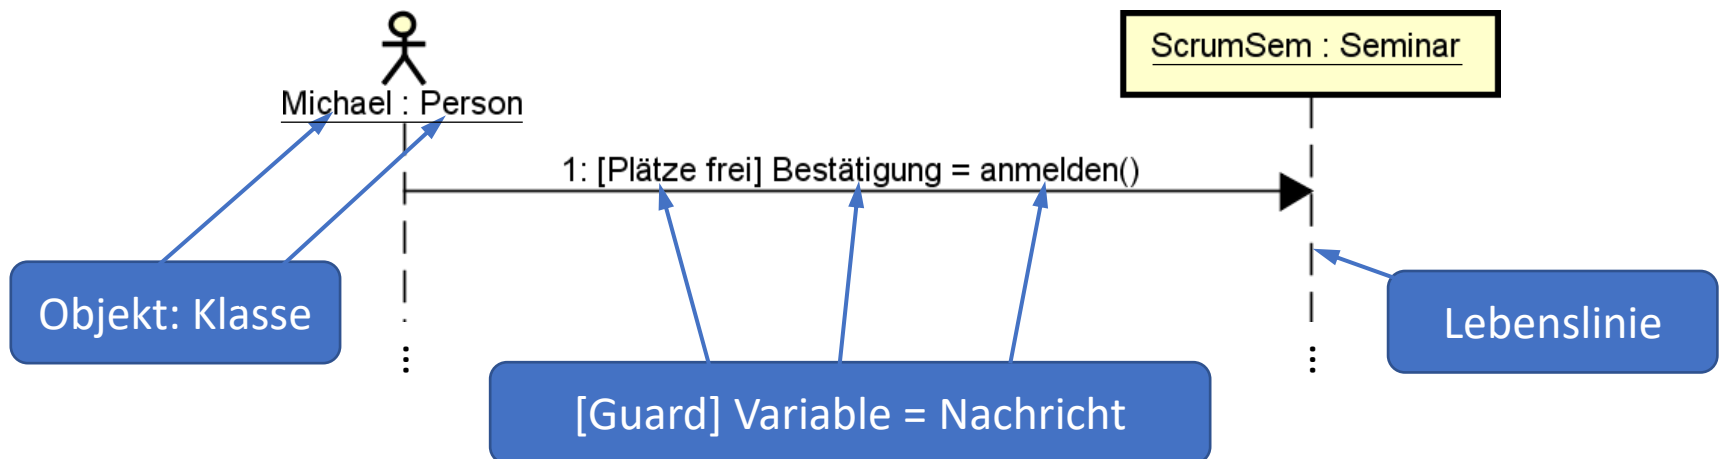 ScrumSem : Seminar
Michael : Person
1: [Plätze frei] Bestätigung = anmelden()
Objekt: Klasse
Lebenslinie
[Guard] Variable = Nachricht